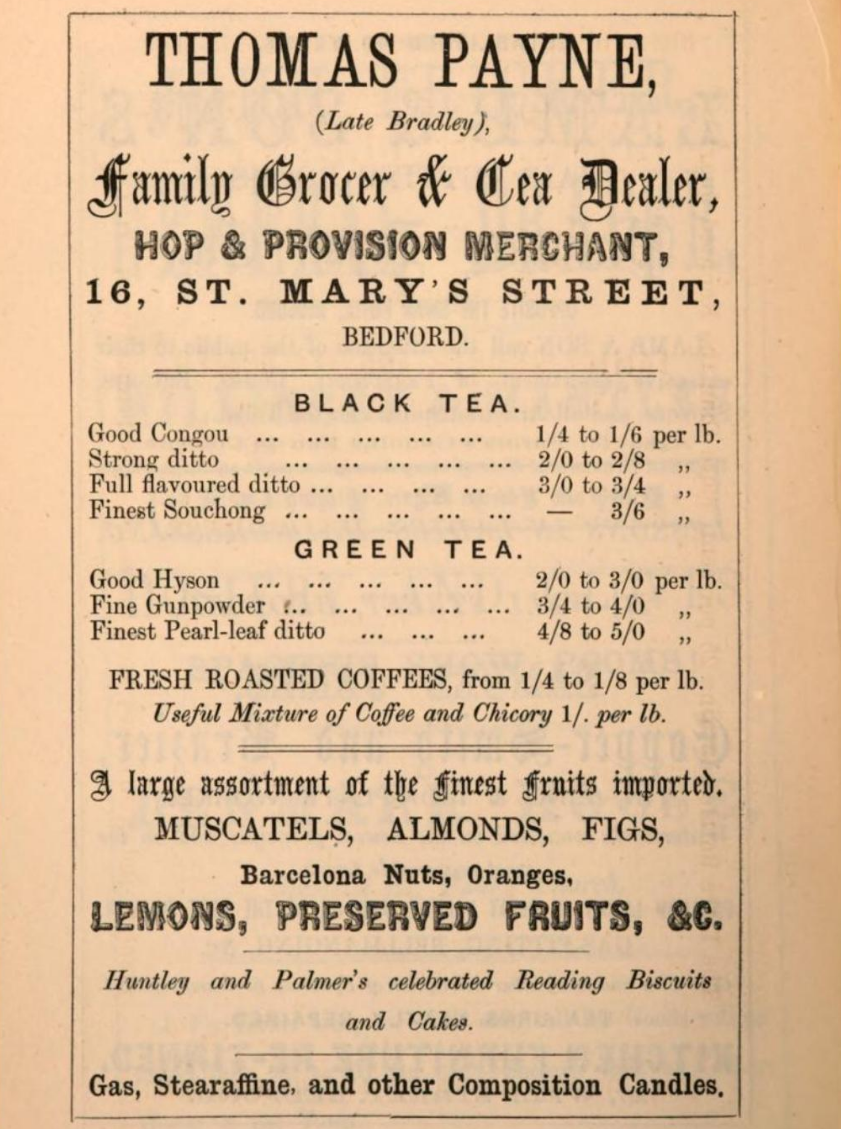 THOMAS PAYNE,
(Late Bradley),
Family Grocer & Tea Dealer,
HOP & PROVISION MERCHANT,
16, ST. MARY'S STREET,
BEDFORD.
BLACK TEA.
Good Congou ... ... ... ... ... 1/4 to 1/6 per lb.
Strong ditto ... ... ... ... ... 2/0 to 2/8 „
Full flavoured ditto ... ... ... ... 3/0 to 3/4 „
Finest Souchong ... ... ... ... ... — 3/6 „
GREEN TEA.
Good Hyson ... ... ... ... ... 2/0 to 3/0 per lb.
Fine Gunpowder ... ... ... ... ... 3/4 to 4/0 „
Finest Pearl-leaf ditto ... ... ... 4/8 to 5/0 „
FRESH ROASTED COFFEES, from 1/4 to 1/8 per lb.
Useful Mixture of Coffee and Chicory 1/. per lb.
A large assortment of the finest fruits imported.
MUSCATELS, ALMONDS, FIGS,
Barcelona Nuts, Oranges,
LEMONS, PRESERVED FRUITS, &C.
Huntley and Palmer's celebrated Reading Biscuits
and Cakes.
Gas, Stearaffine, and other Composition Candles.